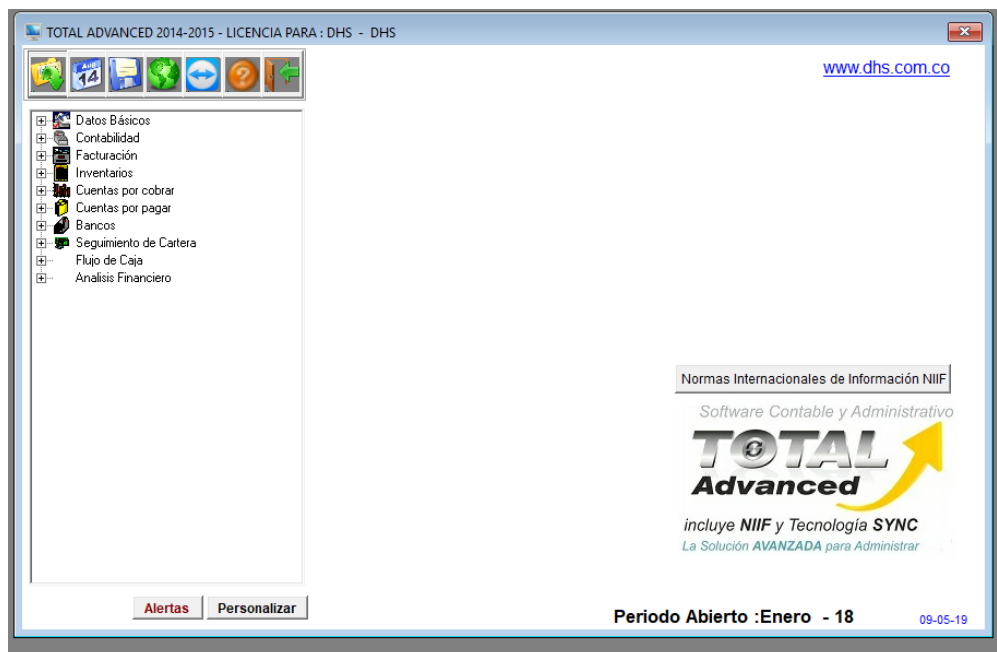 TOTAL ADVANCED 2014-2015 - LICENCIA PARA : DHS - DHS
AUG
14
www.dhs.com.co
Datos Básicos
Contabilidad
Facturación
Inventarios
Cuentas por cobrar
Cuentas por pagar
Bancos
Seguimiento de Cartera
Flujo de Caja
Analisis Financiero
Normas Internacionales de Información NIIF
Software Contable y Administrativo
TOTAL
Advanced
incluye NIIF y Tecnología SYNC
La Solución AVANZADA para Administrar
Alertas
Personalizar
Periodo Abierto :Enero - 18
09-05-19